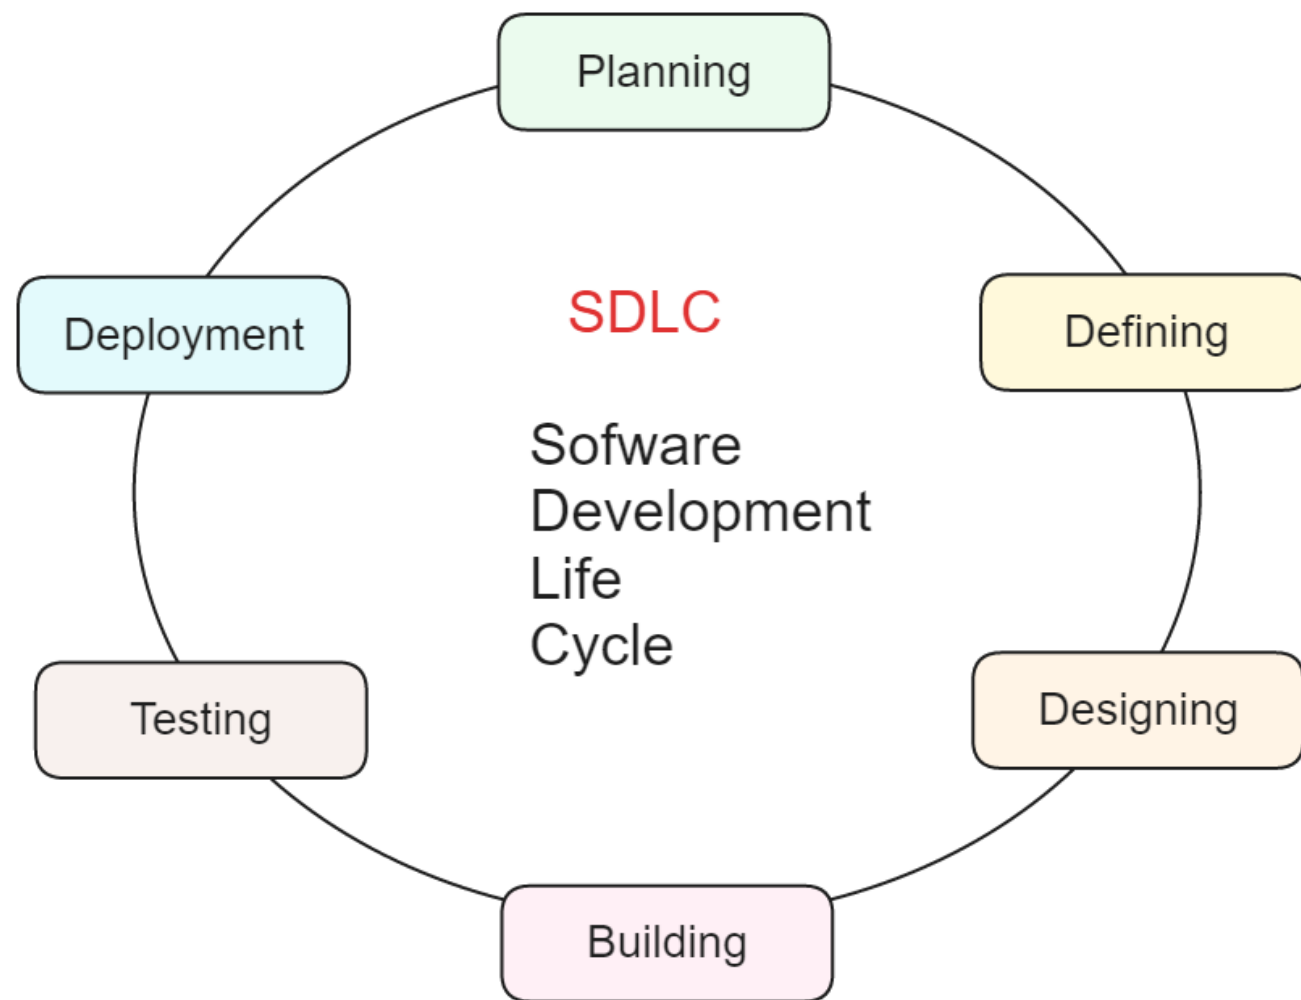 Planning
Deployment
SDLC
Defining
Sofware
Development
Life
Cycle
Testing
Designing
Building